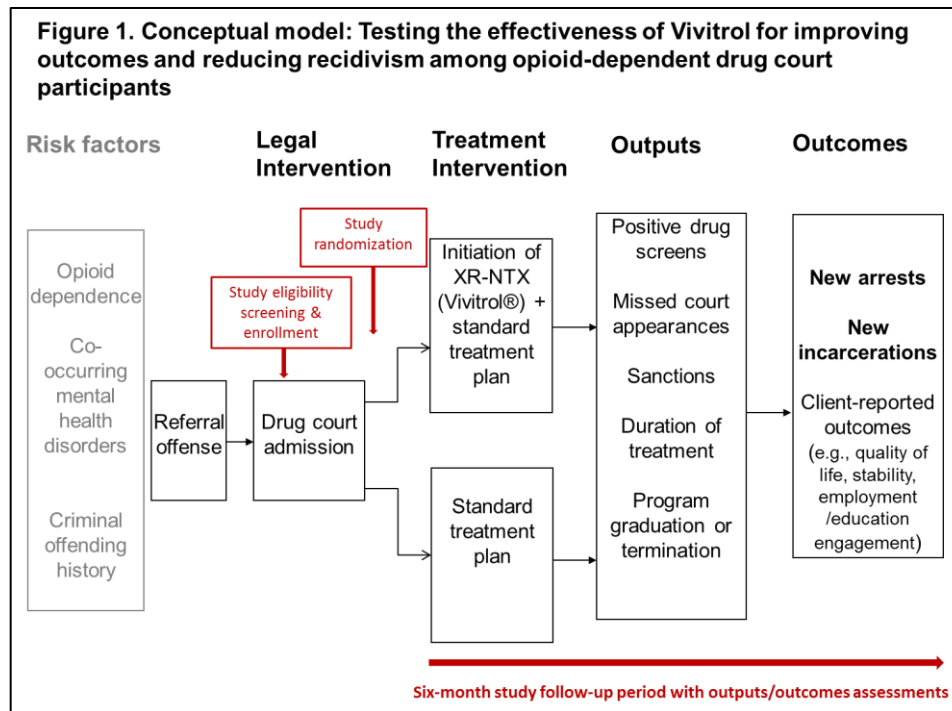 Figure 1. Conceptual model: Testing the effectiveness of Vivitrol for improving
outcomes and reducing recidivism among opioid-dependent drug court
participants
Risk factors
Legal
Intervention
Treatment
Intervention
Outputs
Outcomes
Opioid
dependence
Co-
occurring
mental
health
disorders
Criminal
offending
history
Referral
offense
Study eligibility
screening &
enrollment
Drug court
admission
Study
randomization
Initiation of
XR-NTX
(Vivitrol®) +
standard
treatment
plan
Standard
treatment
plan
Positive drug
screens
Missed court
appearances
Sanctions
Duration of
treatment
Program
graduation or
termination
New arrests
New
incarcerations
Client-reported
outcomes
(e.g., quality of
life, stability,
employment
/education
engagement)
Six-month study follow-up period with outputs/outcomes assessments